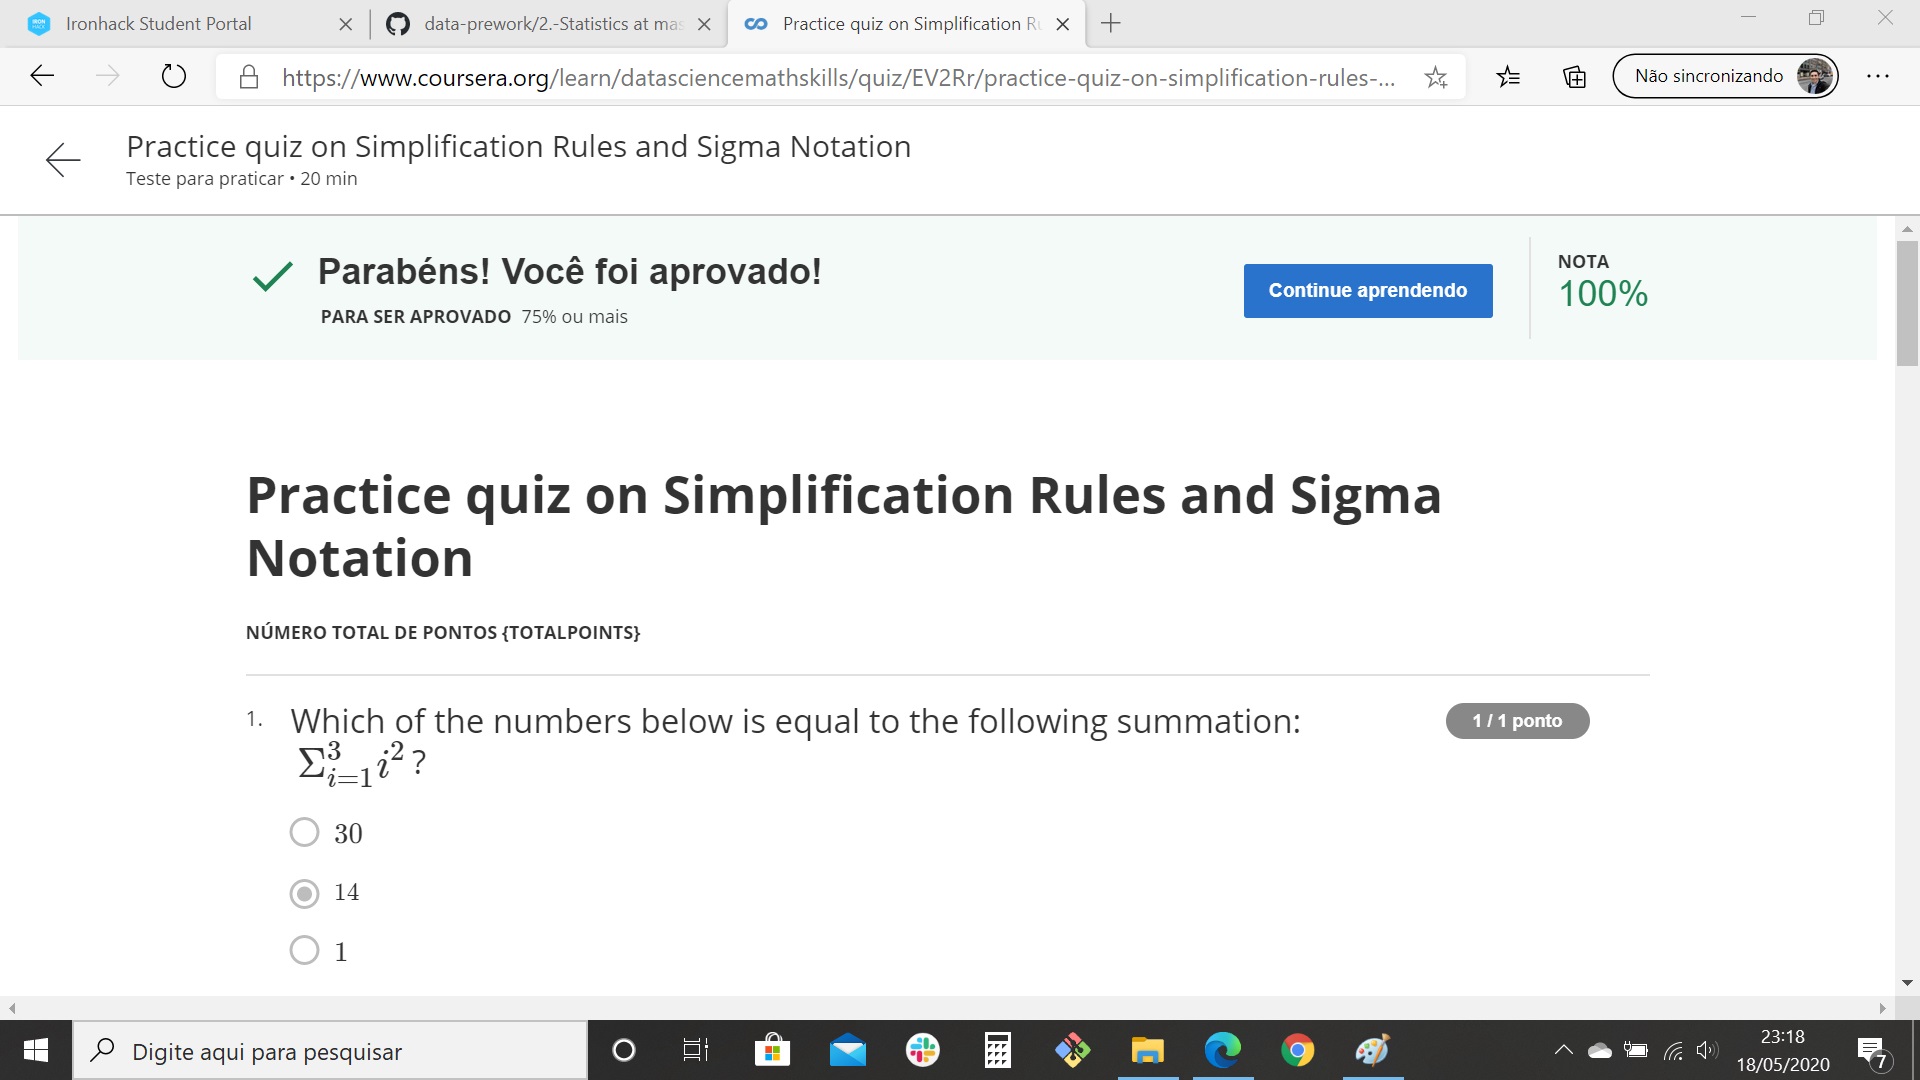 Ironhack Student Portal
data-prework/2.-Statistics at mas
Practice quiz on Simplification Ru
https://www.coursera.org/learn/datasciencemathskills/quiz/EV2Rr/practice-quiz-on-simplification-rules-...
Não sincronizando
Practice quiz on Simplification Rules and Sigma Notation
Teste para praticar • 20 min
Parabéns! Você foi aprovado!
PARA SER APROVADO 75% ou mais
Continue aprendendo
NOTA
100%
Practice quiz on Simplification Rules and Sigma
Notation
NÚMERO TOTAL DE PONTOS {TOTALPOINTS}
1. Which of the numbers below is equal to the following summation:
1 / 1 ponto
Σ³ᵢ₌₁ i² ?
30
14
1
Digite aqui para pesquisar
23:18
18/05/2020
7